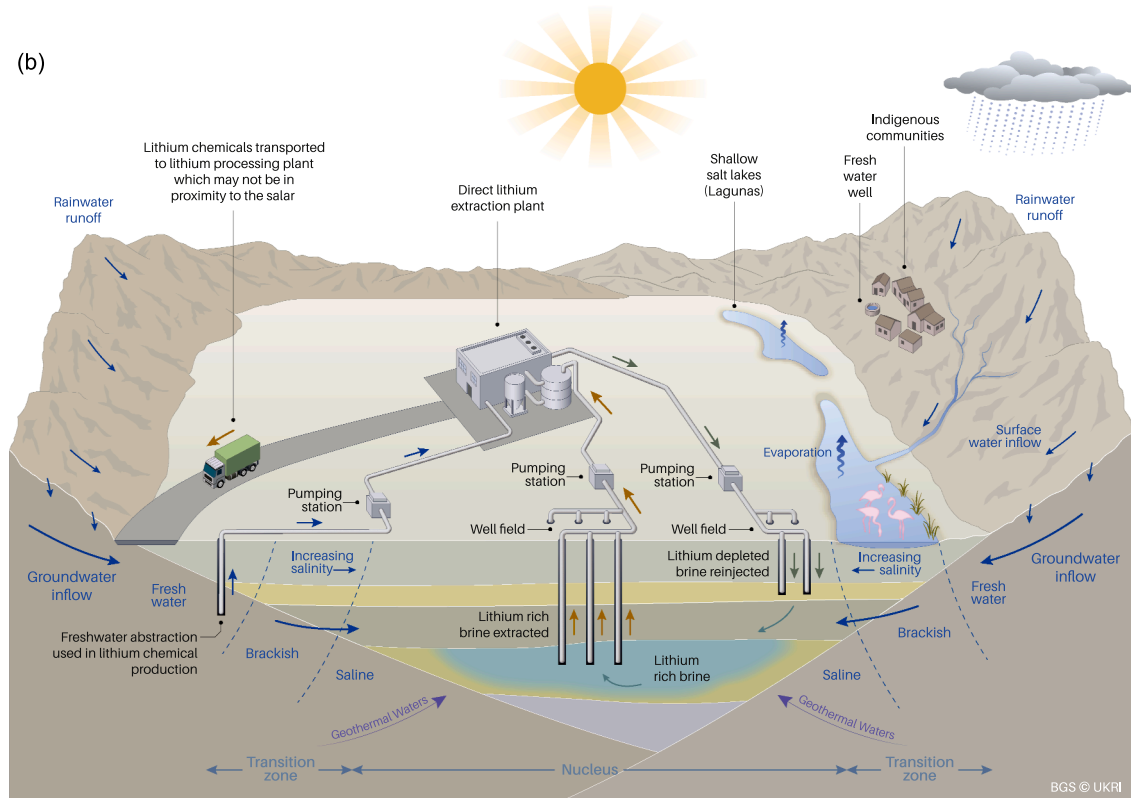 (b)
Lithium chemicals transported
to lithium processing plant
which may not be in
proximity to the salar
Rainwater
runoff
Direct lithium
extraction plant
Shallow
salt lakes
(Lagunas)
Indigenous
communities
Fresh
water
well
Rainwater
runoff
Surface
water inflow
Evaporation
Pumping
station
Pumping
station
Pumping
station
Well field
Well field
Groundwater
inflow
Fresh
water
Increasing
salinity
Lithium depleted
brine reinjected
Increasing
salinity
Fresh
water
Groundwater
inflow
Freshwater abstraction
used in lithium chemical
production
Brackish
Saline
Lithium rich
brine extracted
Lithium
rich brine
Brackish
Saline
Geothermal Waters
Geothermal Waters
Transition
zone
Nucleus
Transition
zone
BGS © UKRI